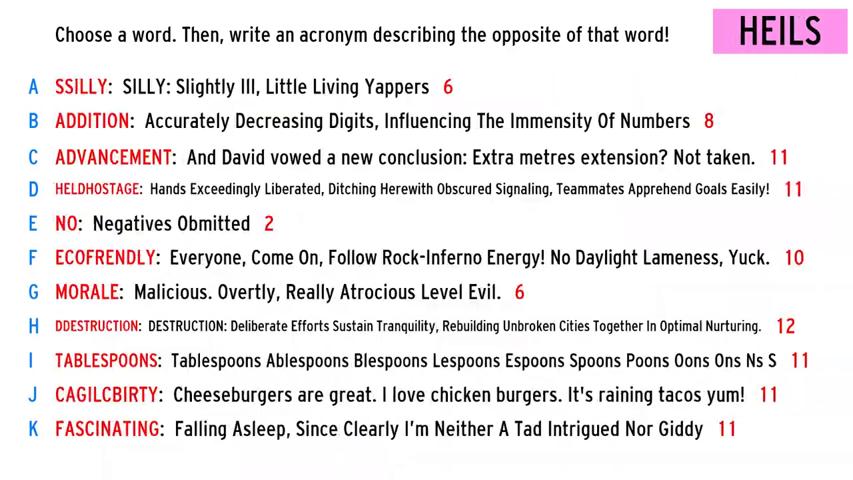 Choose a word. Then, write an acronym describing the opposite of that word!
HEILS
A SSILLY: SILLY: Slightly Ill, Little Living Yappers 6
B ADDITION: Accurately Decreasing Digits, Influencing The Immensity Of Numbers 8
C ADVANCEMENT: And David vowed a new conclusion: Extra metres extension? Not taken. 11
D HELDHOSTAGE: Hands Exceedingly Liberated, Ditching Herewith Obscured Signaling, Teammates Apprehend Goals Easily! 11
E NO: Negatives Obmitted 2
F ECOFRENDLY: Everyone, Come On, Follow Rock-Inferno Energy! No Daylight Lameness, Yuck. 10
G MORALE: Malicious. Overtly, Really Atrocious Level Evil. 6
H DDESTRUCTION: DESTRUCTION: Deliberate Efforts Sustain Tranquility, Rebuilding Unbroken Cities Together In Optimal Nurturing. 12
I TABLESPOONS: Tablespoons Ablespoons Blespoons Lespoons Espoons Spoons Poons Oons Ons Ns S 11
J CAGILCBIRTY: Cheeseburgers are great. I love chicken burgers. It's raining tacos yum! 11
K FASCINATING: Falling Asleep, Since Clearly I'm Neither A Tad Intrigued Nor Giddy 11